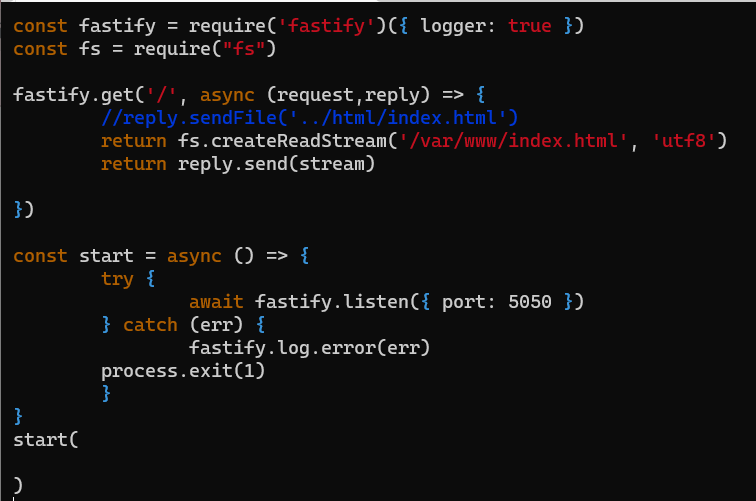 const fastify = require('fastify')({ logger: true })
const fs = require("fs")
fastify.get('/', async (request,reply) => {
//reply.sendFile('../html/index.html')
return fs.createReadStream('/var/www/index.html', 'utf8')
return reply.send(stream)
})
const start = async () => {
try {
await fastify.listen({ port: 5050 })
} catch (err) {
fastify.log.error(err)
process.exit(1)
}
}
start(
)